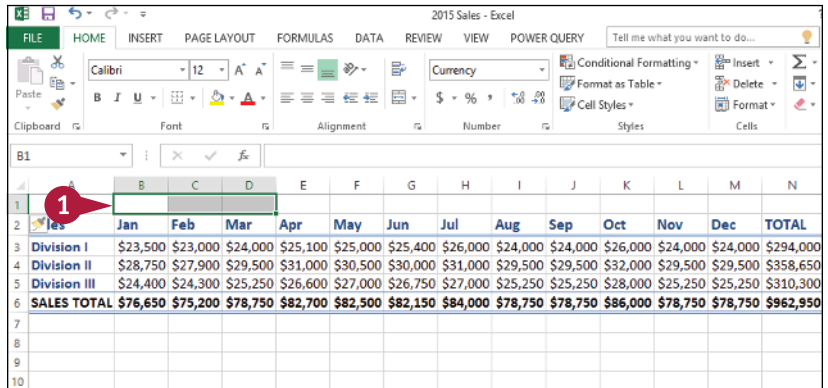 2015 Sales - Excel
FILE HOME INSERT PAGE LAYOUT FORMULAS DATA REVIEW VIEW POWER QUERY Tell me what you want to do...
Calibri 12 A A Currency Conditional Formatting Insert Σ
Paste Format as Table Delete
B I U A $ % , .0 .00 .00 .0 Cell Styles Format
Clipboard Font Alignment Number Styles Cells
B1 fx
A B C D E F G H I J K L M N
1 1
2 les Jan Feb Mar Apr May Jun Jul Aug Sep Oct Nov Dec TOTAL
3 Division I $23,500 $23,000 $24,000 $25,100 $25,000 $25,400 $26,000 $24,000 $24,000 $26,000 $24,000 $24,000 $294,000
4 Division II $28,750 $27,900 $29,500 $31,000 $30,500 $30,000 $31,000 $29,500 $29,500 $32,000 $29,500 $29,500 $358,650
5 Division III $24,400 $24,300 $25,250 $26,600 $27,000 $26,750 $27,000 $25,250 $25,250 $28,000 $25,250 $25,250 $310,300
6 SALES TOTAL $76,650 $75,200 $78,750 $82,700 $82,500 $82,150 $84,000 $78,750 $78,750 $86,000 $78,750 $78,750 $962,950
7
8
9
10